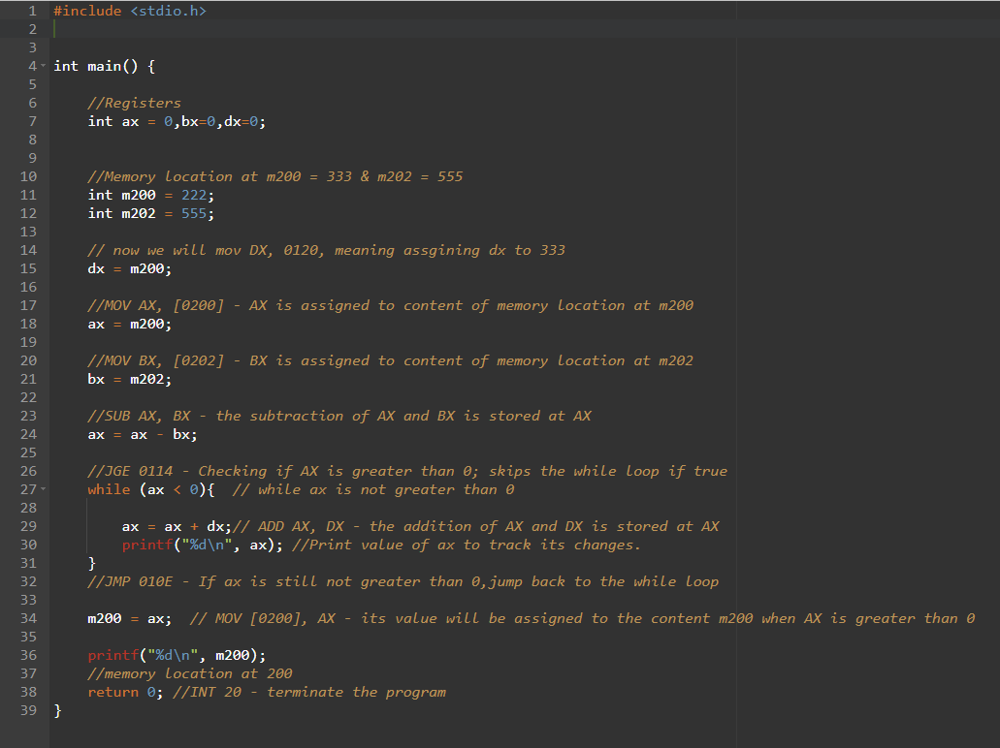 1 #include <stdio.h>
2
3
4 int main() {
5
6     //Registers
7     int ax = 0,bx=0,dx=0;
8
9
10     //Memory location at m200 = 333 & m202 = 555
11     int m200 = 222;
12     int m202 = 555;
13
14     // now we will mov DX, 0120, meaning assgining dx to 333
15     dx = m200;
16
17     //MOV AX, [0200] - AX is assigned to content of memory location at m200
18     ax = m200;
19
20     //MOV BX, [0202] - BX is assigned to content of memory location at m202
21     bx = m202;
22
23     //SUB AX, BX - the subtraction of AX and BX is stored at AX
24     ax = ax - bx;
25
26     //JGE 0114 - Checking if AX is greater than 0; skips the while loop if true
27     while (ax < 0){  // while ax is not greater than 0
28
29         ax = ax + dx;// ADD AX, DX - the addition of AX and DX is stored at AX
30         printf("%d\n", ax); //Print value of ax to track its changes.
31     }
32     //JMP 010E - If ax is still not greater than 0,jump back to the while loop
33
34     m200 = ax;  // MOV [0200], AX - its value will be assigned to the content m200 when AX is greater than 0
35
36     printf("%d\n", m200);
37     //memory location at 200
38     return 0; //INT 20 - terminate the program
39 }